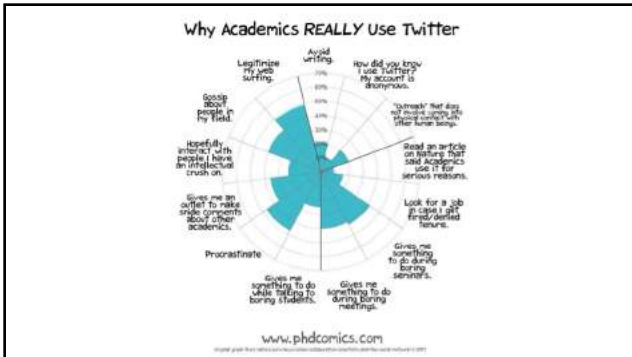 Why Academics REALLY Use Twitter
Avoid
writing.
How did you know
I use Twitter?
My account is
anonymous.
"Outreach" that does
not involve coming into
physical contact with
other human beings.
Read an article
on Nature that
said Academics
use it for
serious reasons.
Look for a job
in case I get
fired/denied
tenure.
Gives me
something
to do during
boring
seminars.
Gives me
something to do
during boring
meetings.
Gives me
something to do
while talking to
boring students.
Procrastinate
Gives me an
outlet to make
snide comments
about other
academics.
Hopefully
interact with
people I have
an intellectual
crush on.
Gossip
about
people in
my field.
Legitimize
my web
surfing.
70%
60%
50%
40%
30%
www.phdcomics.com